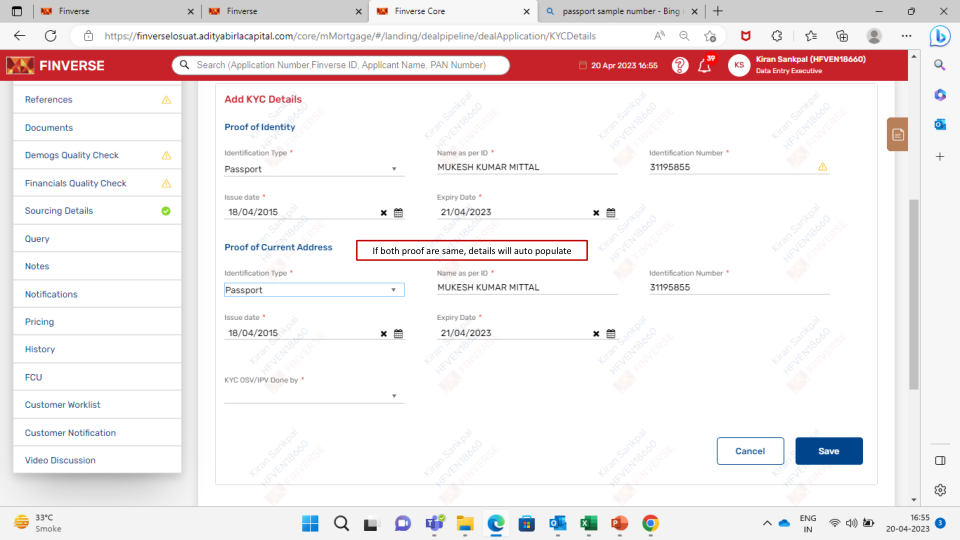 Finverse
Finverse
Finverse Core
passport sample number - Bing
https://finverselosuat.adityabirlacapital.com/core/mMortgage/#/landing/dealpipeline/dealApplication/KYCDetails
FINVERSE
Search (Application Number,Finverse ID, Applicant Name, PAN Number)
20 Apr 2023 16:55
39
KS
Kiran Sankpal (HFVEN18660)
Data Entry Executive
References
Documents
Demogs Quality Check
Financials Quality Check
Sourcing Details
Query
Notes
Notifications
Pricing
History
FCU
Customer Worklist
Customer Notification
Video Discussion
Add KYC Details
Proof of Identity
Identification Type *
Name as per ID *
Identification Number *
Passport
MUKESH KUMAR MITTAL
31195855
Issue date *
Expiry Date *
18/04/2015
21/04/2023
Proof of Current Address
If both proof are same, details will auto populate
Identification Type *
Name as per ID *
Identification Number *
Passport
MUKESH KUMAR MITTAL
31195855
Issue date *
Expiry Date *
18/04/2015
21/04/2023
KYC OSV/IPV Done by *
Cancel
Save
Kiran Sankpal
HFVEN18660
FINVERSE
33°C
Smoke
ENG
IN
16:55
20-04-2023
3